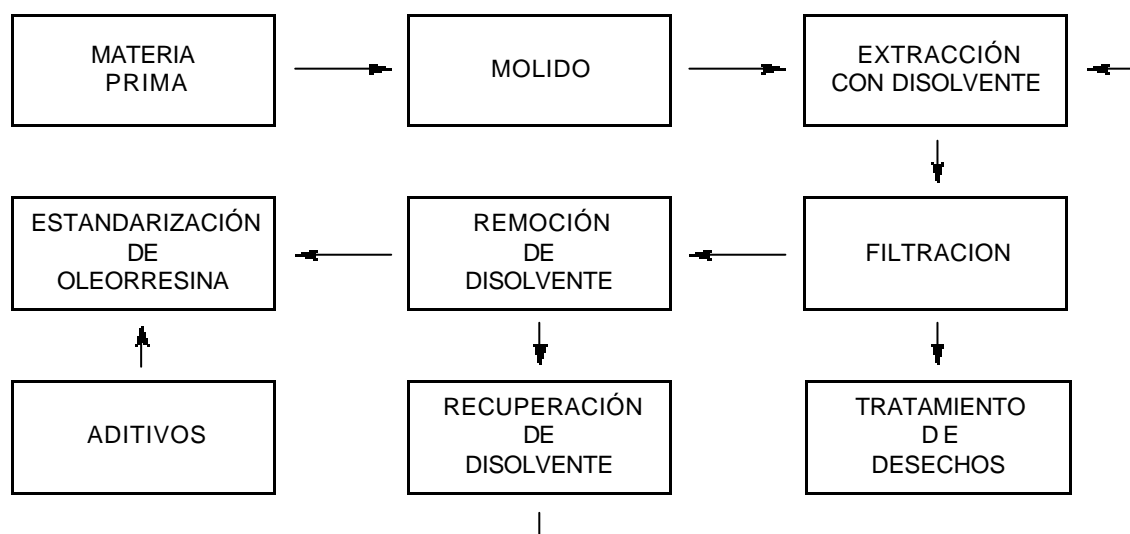 MATERIA
PRIMA
MOLIDO
EXTRACCIÓN
CON DISOLVENTE
ESTANDARIZACIÓN
DE
OLEORRESINA
REMOCIÓN
DE
DISOLVENTE
FILTRACION
ADITIVOS
RECUPERACIÓN
DE
DISOLVENTE
TRATAMIENTO
DE
DESECHOS